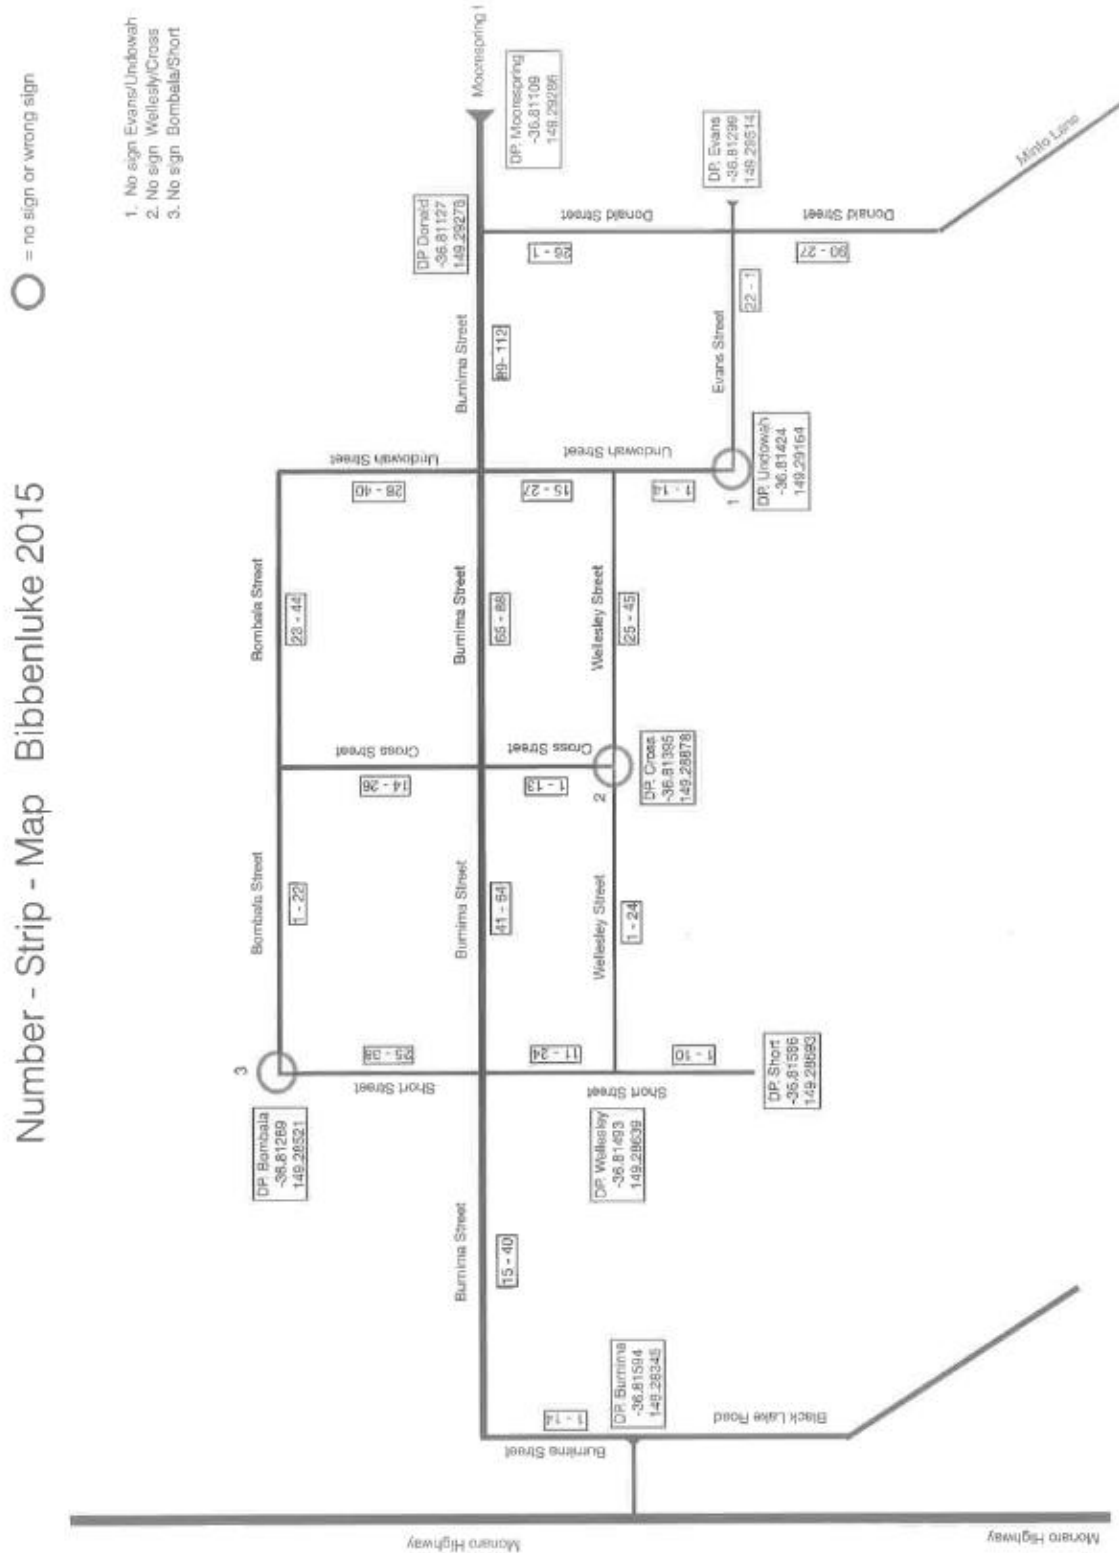 Number - Strip - Map Bibbenluke 2015
= no sign or wrong sign
1. No sign Evans/Undowah
2. No sign Wellesly/Cross
3. No sign Bombala/Short
3
DP. Bombala
-36.81269
149.28521
Bombala Street
1 - 22
Bombala Street
23 - 44
Short Street
25 - 38
Cross Street
14 - 26
Undowah Street
28 - 40
Burnima Street
15 - 40
Burnima Street
41 - 64
Burnima Street
65 - 88
Burnima Street
89 - 112
DP. Donald
-36.81127
149.29278
Moorespring
DP. Moorespring
-36.81109
149.29286
11 - 24
Cross Street
1 - 13
15 - 27
Undowah Street
Donald Street
26 - 1
Short Street
DP. Wellesley
-36.81493
149.28639
Wellesley Street
1 - 24
2
DP. Cross
-36.81395
149.28878
Wellesley Street
25 - 45
1 - 14
1 - 10
DP. Short
-36.81586
149.28693
1
DP. Undowah
-36.81424
149.29164
Evans Street
22 - 1
DP. Evans
-36.81299
Donald Street
90 - 27
Minto Lane
Burnima Street
1 - 14
DP. Burnima
-36.81594
149.28345
Black Lake Road
Monaro Highway
Monaro Highway